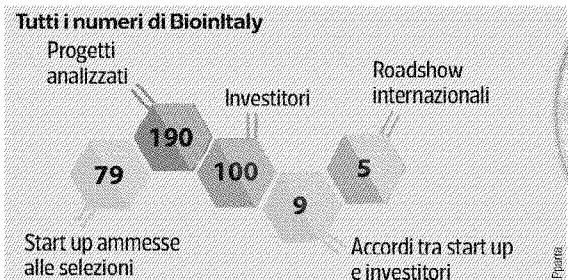 Tutti i numeri di BioinItaly
Progetti
analizzati
Investitori
Roadshow
internazionali
190
79
100
5
9
Start up ammesse
alle selezioni
Accordi tra start up
e investitori